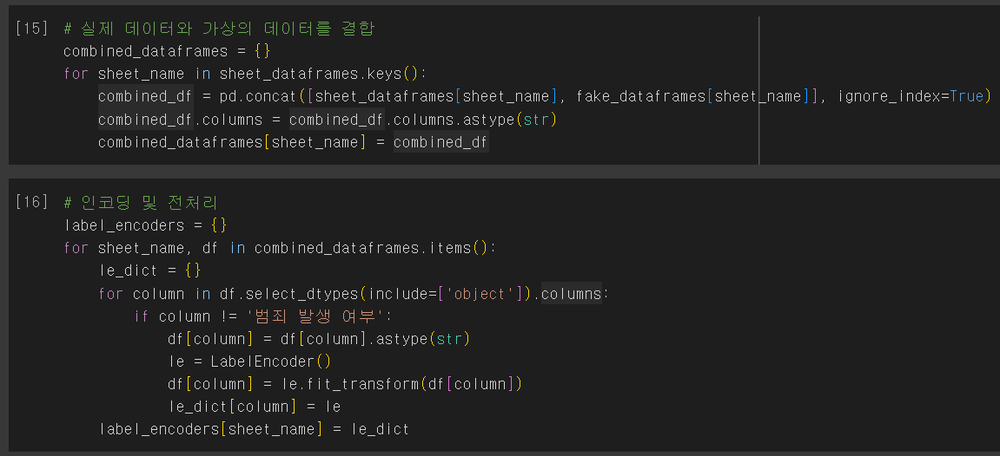 [15] # 실제 데이터와 가상의 데이터를 결합
combined_dataframes = {}
for sheet_name in sheet_dataframes.keys():
    combined_df = pd.concat([sheet_dataframes[sheet_name], fake_dataframes[sheet_name]], ignore_index=True)
    combined_df.columns = combined_df.columns.astype(str)
    combined_dataframes[sheet_name] = combined_df
[16] # 인코딩 및 전처리
label_encoders = {}
for sheet_name, df in combined_dataframes.items():
    le_dict = {}
    for column in df.select_dtypes(include=['object']).columns:
        if column != '범죄 발생 여부':
            df[column] = df[column].astype(str)
            le = LabelEncoder()
            df[column] = le.fit_transform(df[column])
            le_dict[column] = le
    label_encoders[sheet_name] = le_dict